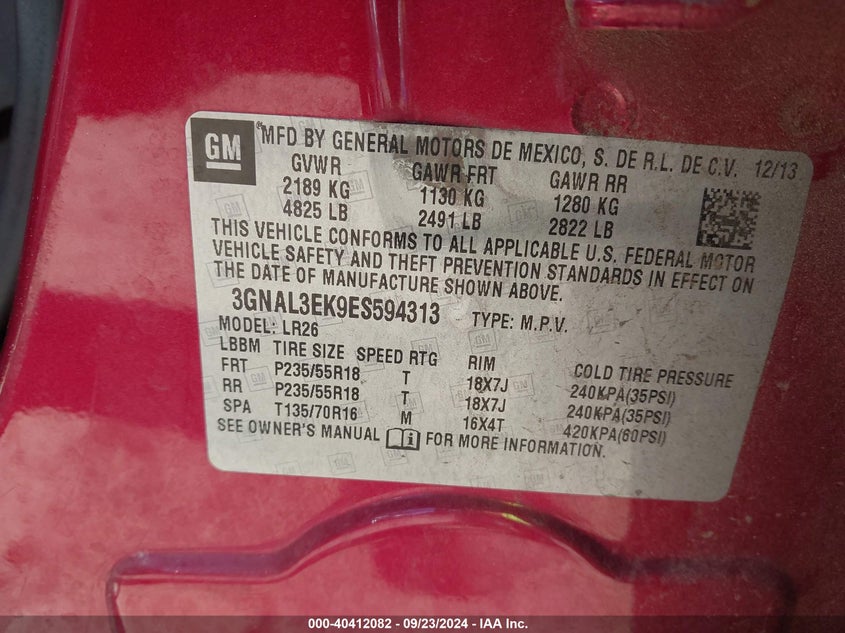 GM
MFD BY GENERAL MOTORS DE MEXICO, S. DE R.L. DE C.V. 12/13
GVWR GAWR FRT GAWR RR
2189 KG 1130 KG 1280 KG
4825 LB 2491 LB 2822 LB
THIS VEHICLE CONFORMS TO ALL APPLICABLE U.S. FEDERAL MOTOR
VEHICLE SAFETY AND THEFT PREVENTION STANDARDS IN EFFECT ON
THE DATE OF MANUFACTURE SHOWN ABOVE.
3GNAL3EK9ES594313 TYPE: M.P.V.
MODEL: LR26
LBBM TIRE SIZE SPEED RTG RIM COLD TIRE PRESSURE
FRT P235/55R18 T 18X7J 240KPA(35PSI)
RR P235/55R18 T 18X7J 240KPA(35PSI)
SPA T135/70R16 M 16X4T 420KPA(60PSI)
SEE OWNER'S MANUAL FOR MORE INFORMATION.
000-40412082 - 09/23/2024 - IAA Inc.